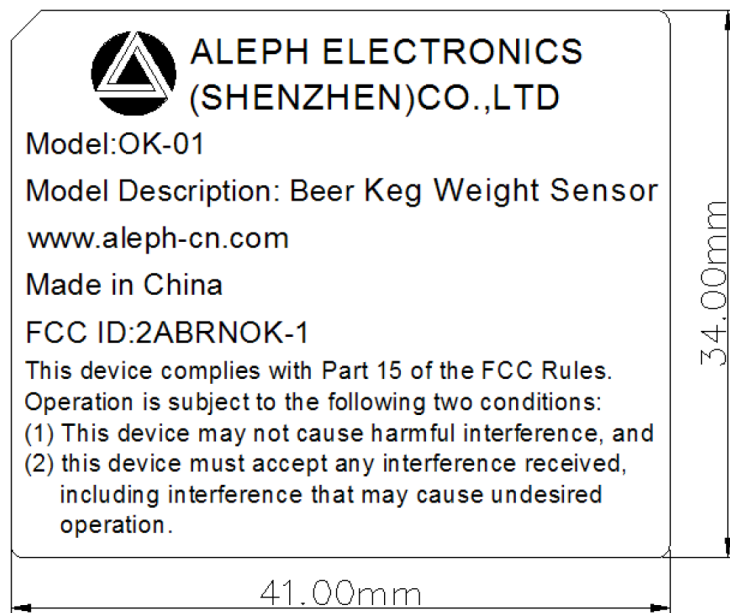 ALEPH ELECTRONICS
(SHENZHEN)CO.,LTD
Model:OK-01
Model Description: Beer Keg Weight Sensor
www.aleph-cn.com
Made in China
FCC ID:2ABRNOK-1
This device complies with Part 15 of the FCC Rules.
Operation is subject to the following two conditions:
(1) This device may not cause harmful interference, and
(2) this device must accept any interference received,
including interference that may cause undesired
operation.
34.00mm
41.00mm